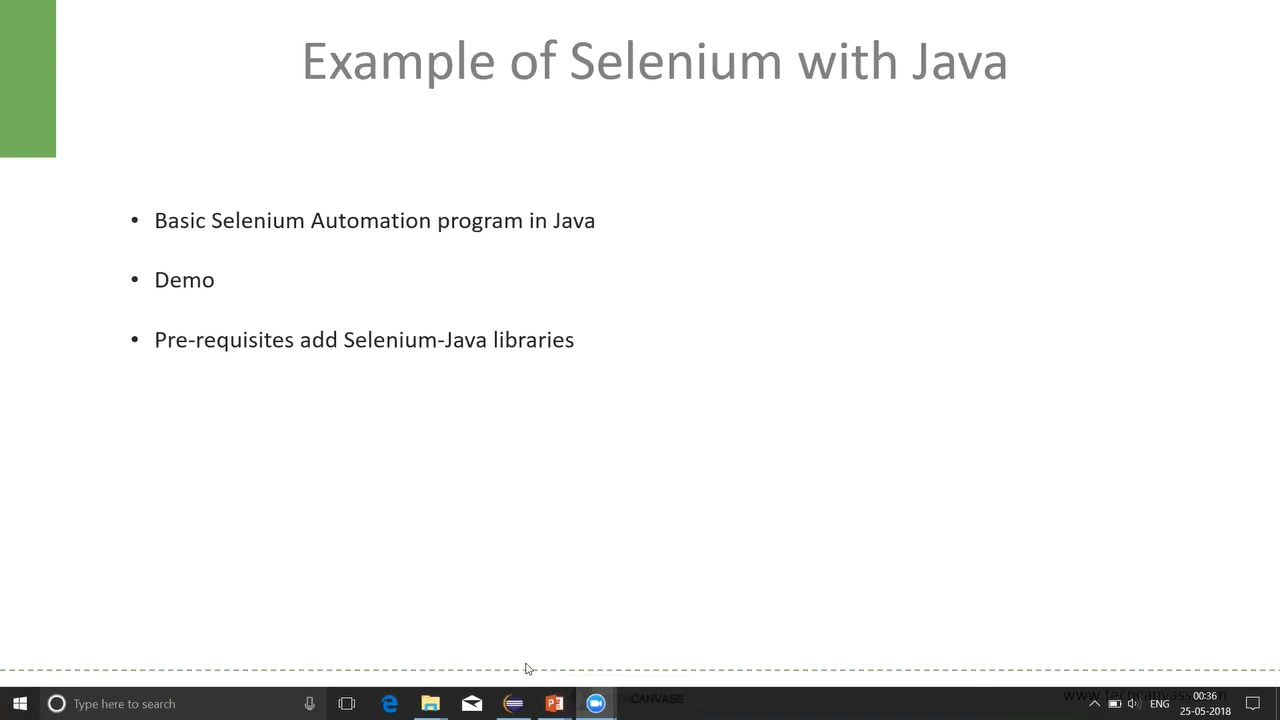 Example of Selenium with Java
• Basic Selenium Automation program in Java
• Demo
• Pre-requisites add Selenium-Java libraries
Type here to search
CANVASS
ENG
00:36
25-05-2018